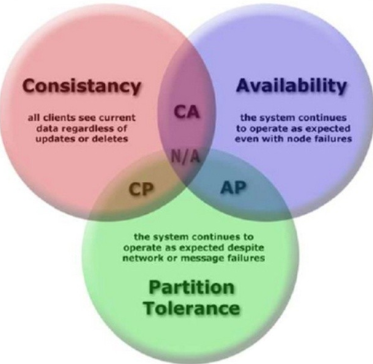 Consistancy
all clients see current
data regardless of
updates or deletes
Availability
the system continues
to operate as expected
even with node failures
CA
N/A
CP
AP
the system continues to
operate as expected despite
network or message failures
Partition
Tolerance